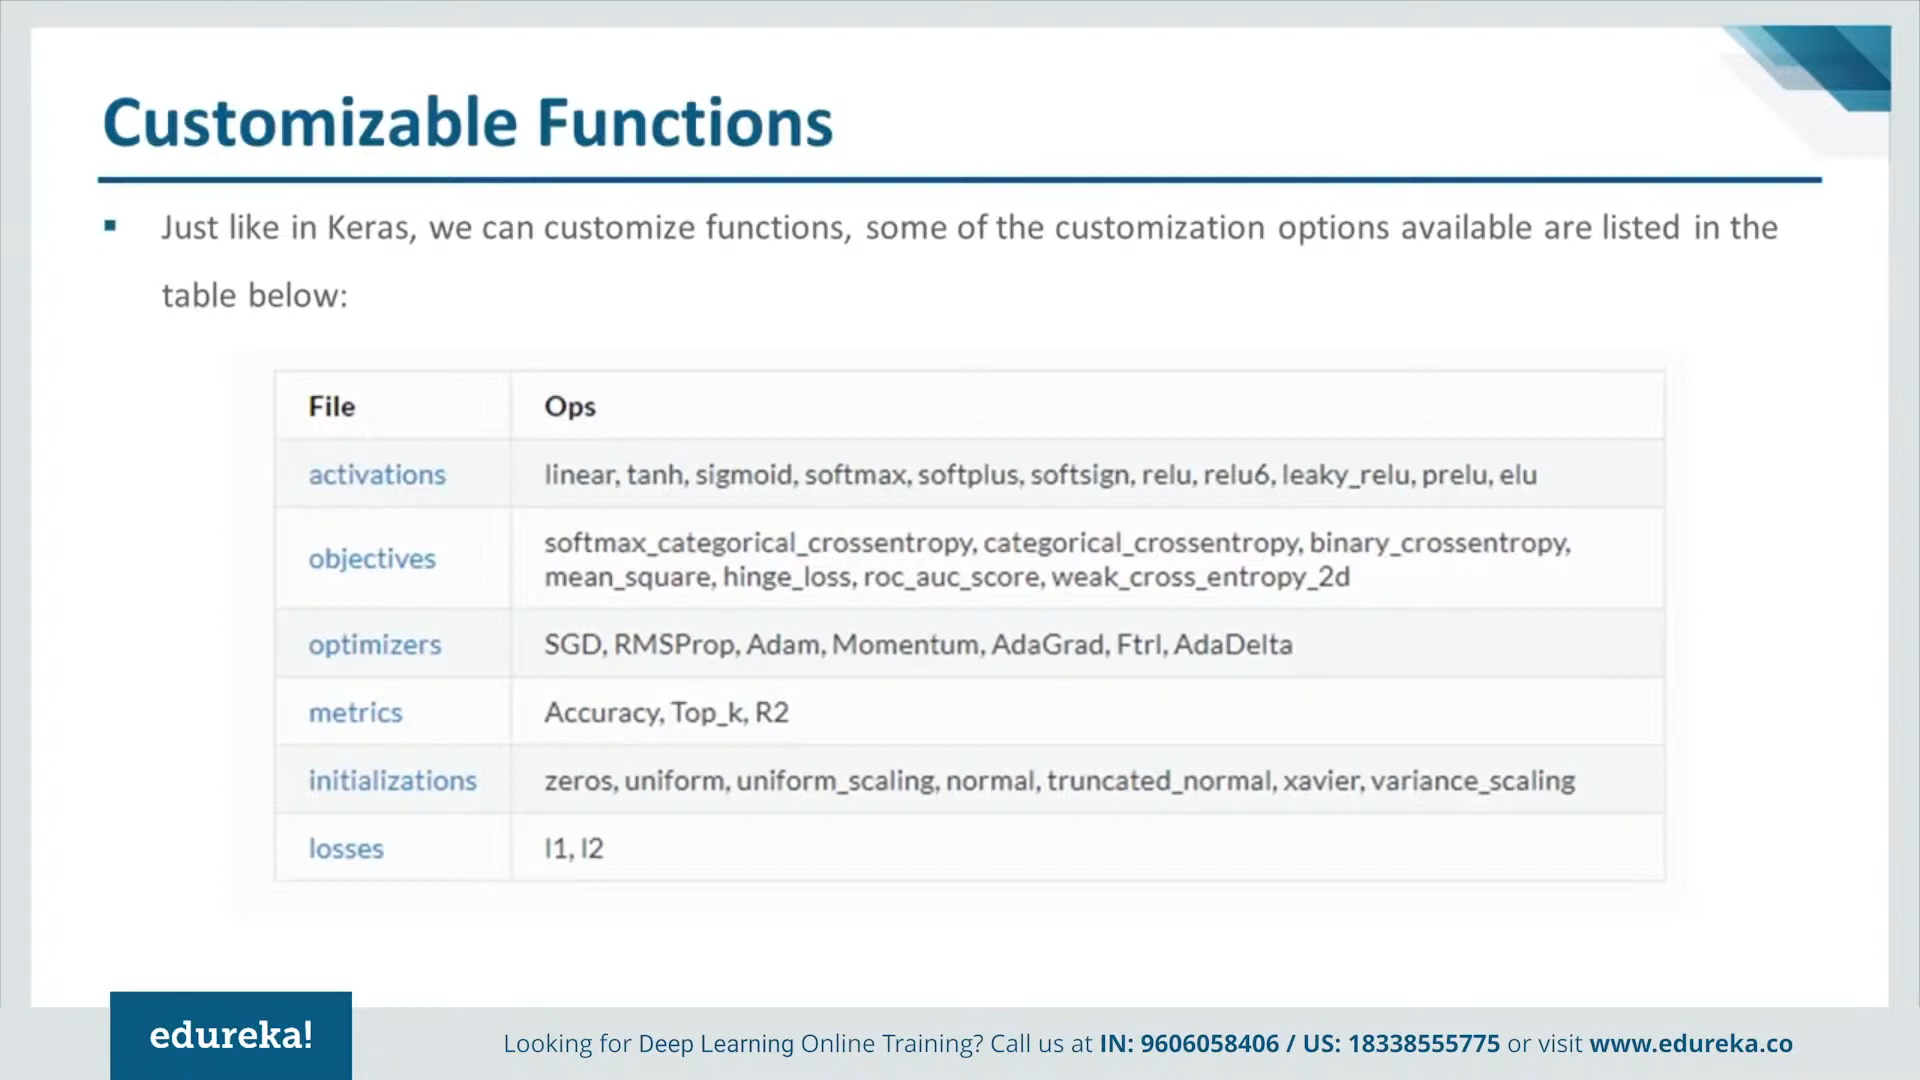 Customizable Functions
Just like in Keras, we can customize functions, some of the customization options available are listed in the
table below:
File Ops
activations linear, tanh, sigmoid, softmax, softplus, softsign, relu, relu6, leaky_relu, prelu, elu
objectives softmax_categorical_crossentropy, categorical_crossentropy, binary_crossentropy,
mean_square, hinge_loss, roc_auc_score, weak_cross_entropy_2d
optimizers SGD, RMSProp, Adam, Momentum, AdaGrad, Ftrl, AdaDelta
metrics Accuracy, Top_k, R2
initializations zeros, uniform, uniform_scaling, normal, truncated_normal, xavier, variance_scaling
losses l1, l2
edureka!
Looking for Deep Learning Online Training? Call us at IN: 9606058406 / US: 18338555775 or visit www.edureka.co